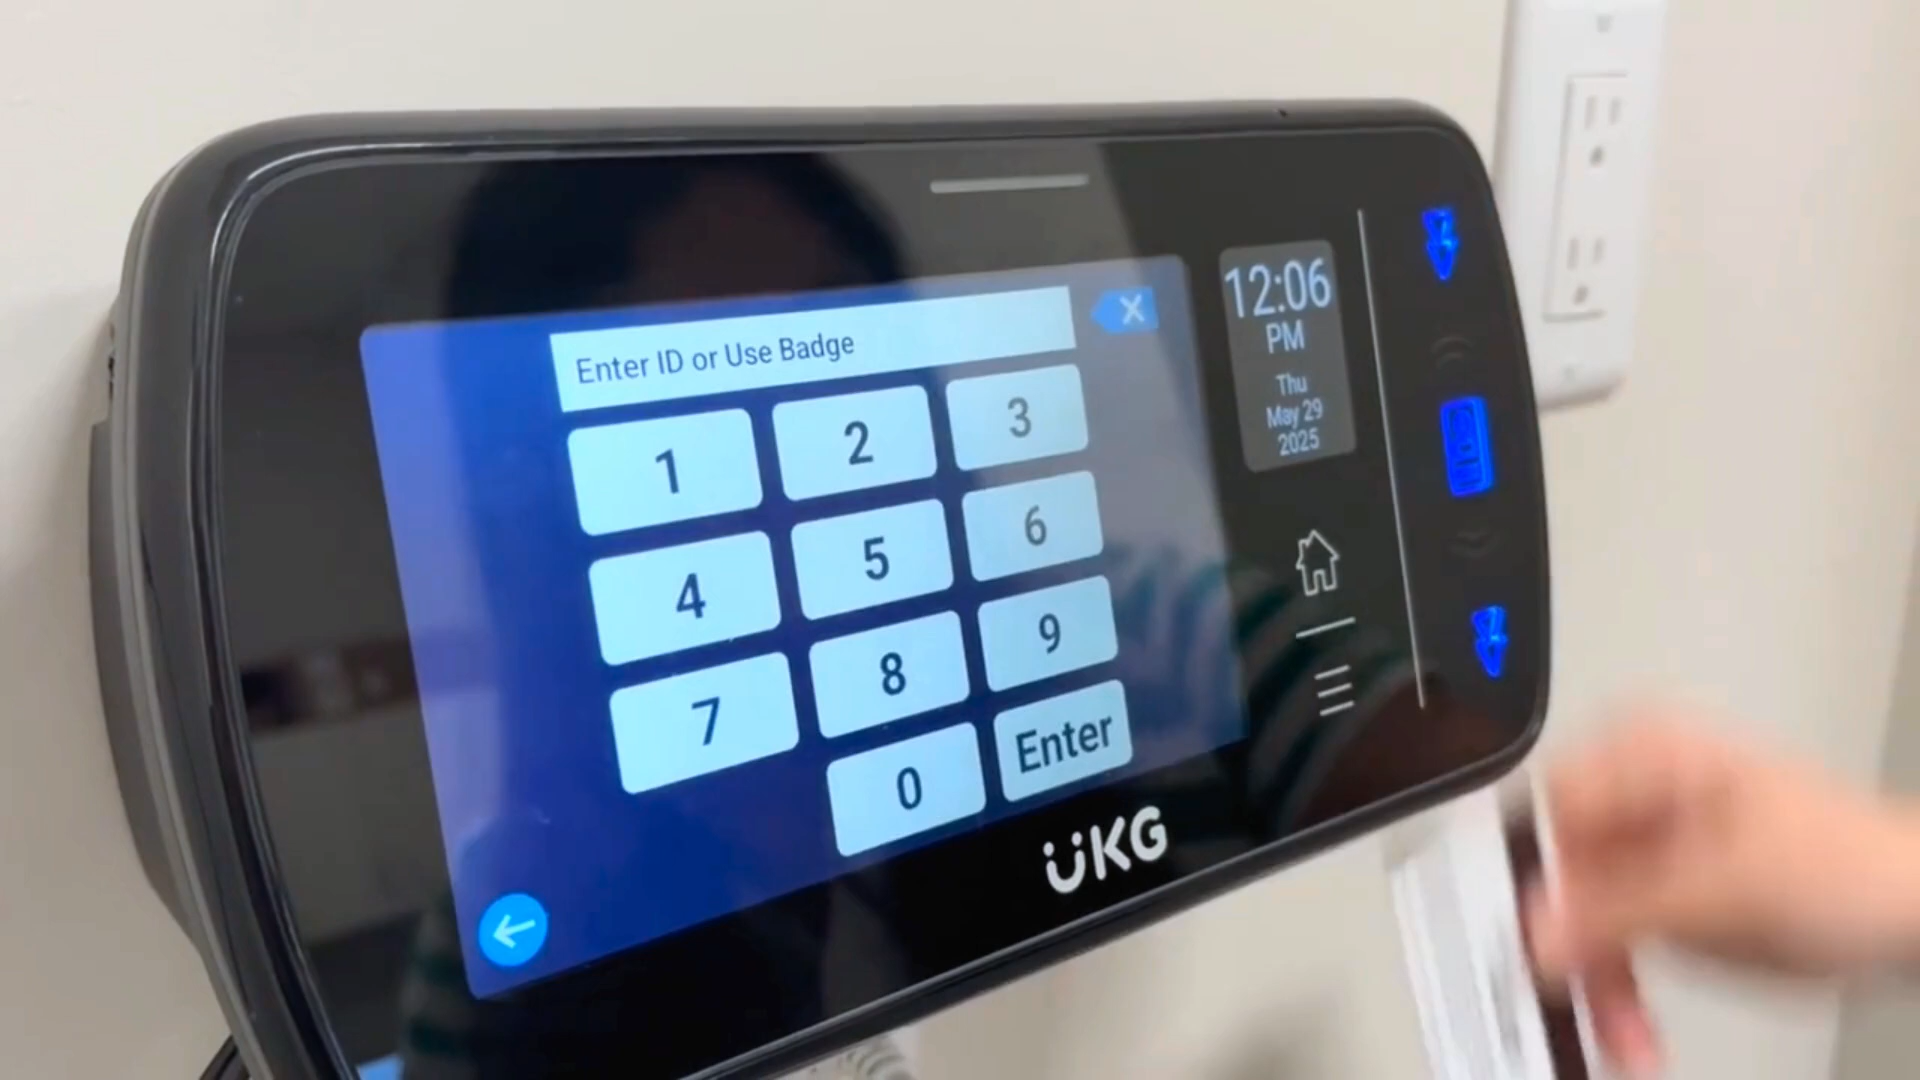 Enter ID or Use Badge
X
1 2 3
4 5 6
7 8 9
0 Enter
12:06
PM
Thu
May 29
2025
UKG